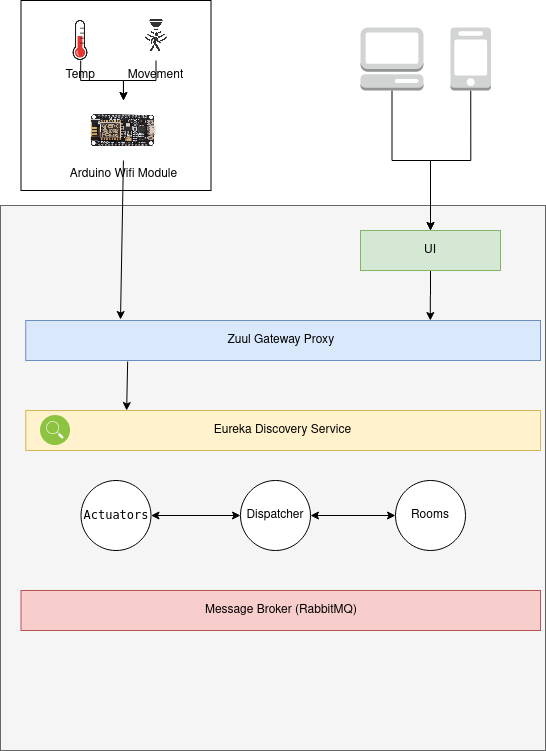 Temp
Movement
Arduino Wifi Module
UI
Zuul Gateway Proxy
Eureka Discovery Service
Actuators
Dispatcher
Rooms
Message Broker (RabbitMQ)